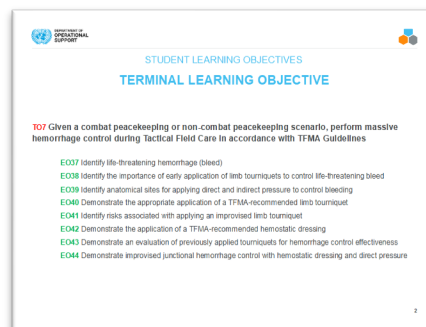 DEPARTMENT OF
OPERATIONAL
SUPPORT
STUDENT LEARNING OBJECTIVES
TERMINAL LEARNING OBJECTIVE
TO7 Given a combat peacekeeping or non-combat peacekeeping scenario, perform massive
hemorrhage control during Tactical Field Care in accordance with TFMA Guidelines
EO37 Identify life-threatening hemorrhage (bleed)
EO38 Identify the importance of early application of limb tourniquets to control life-threatening bleed
EO39 Identify anatomical sites for applying direct and indirect pressure to control bleeding
EO40 Demonstrate the appropriate application of a TFMA-recommended limb tourniquet
EO41 Identify risks associated with applying an improvised limb tourniquet
EO42 Demonstrate the application of a TFMA-recommended hemostatic dressing
EO43 Demonstrate an evaluation of previously applied tourniquets for hemorrhage control effectiveness
EO44 Demonstrate improvised junctional hemorrhage control with hemostatic dressing and direct pressure
2